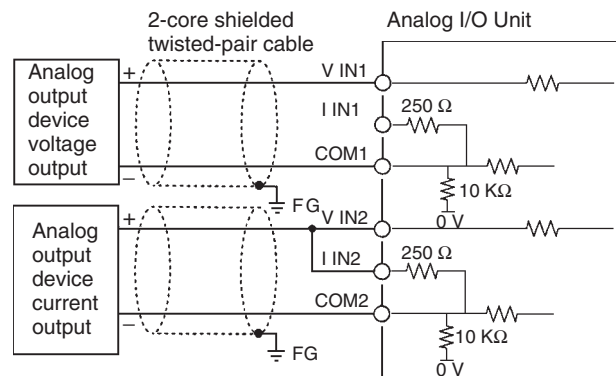 2-core shielded
twisted-pair cable
Analog I/O Unit
Analog
output
device
voltage
output
+
−
V IN1
I IN1
250 Ω
COM1
10 KΩ
0 V
FG
Analog
output
device
current
output
+
−
V IN2
I IN2
250 Ω
COM2
10 KΩ
0 V
FG